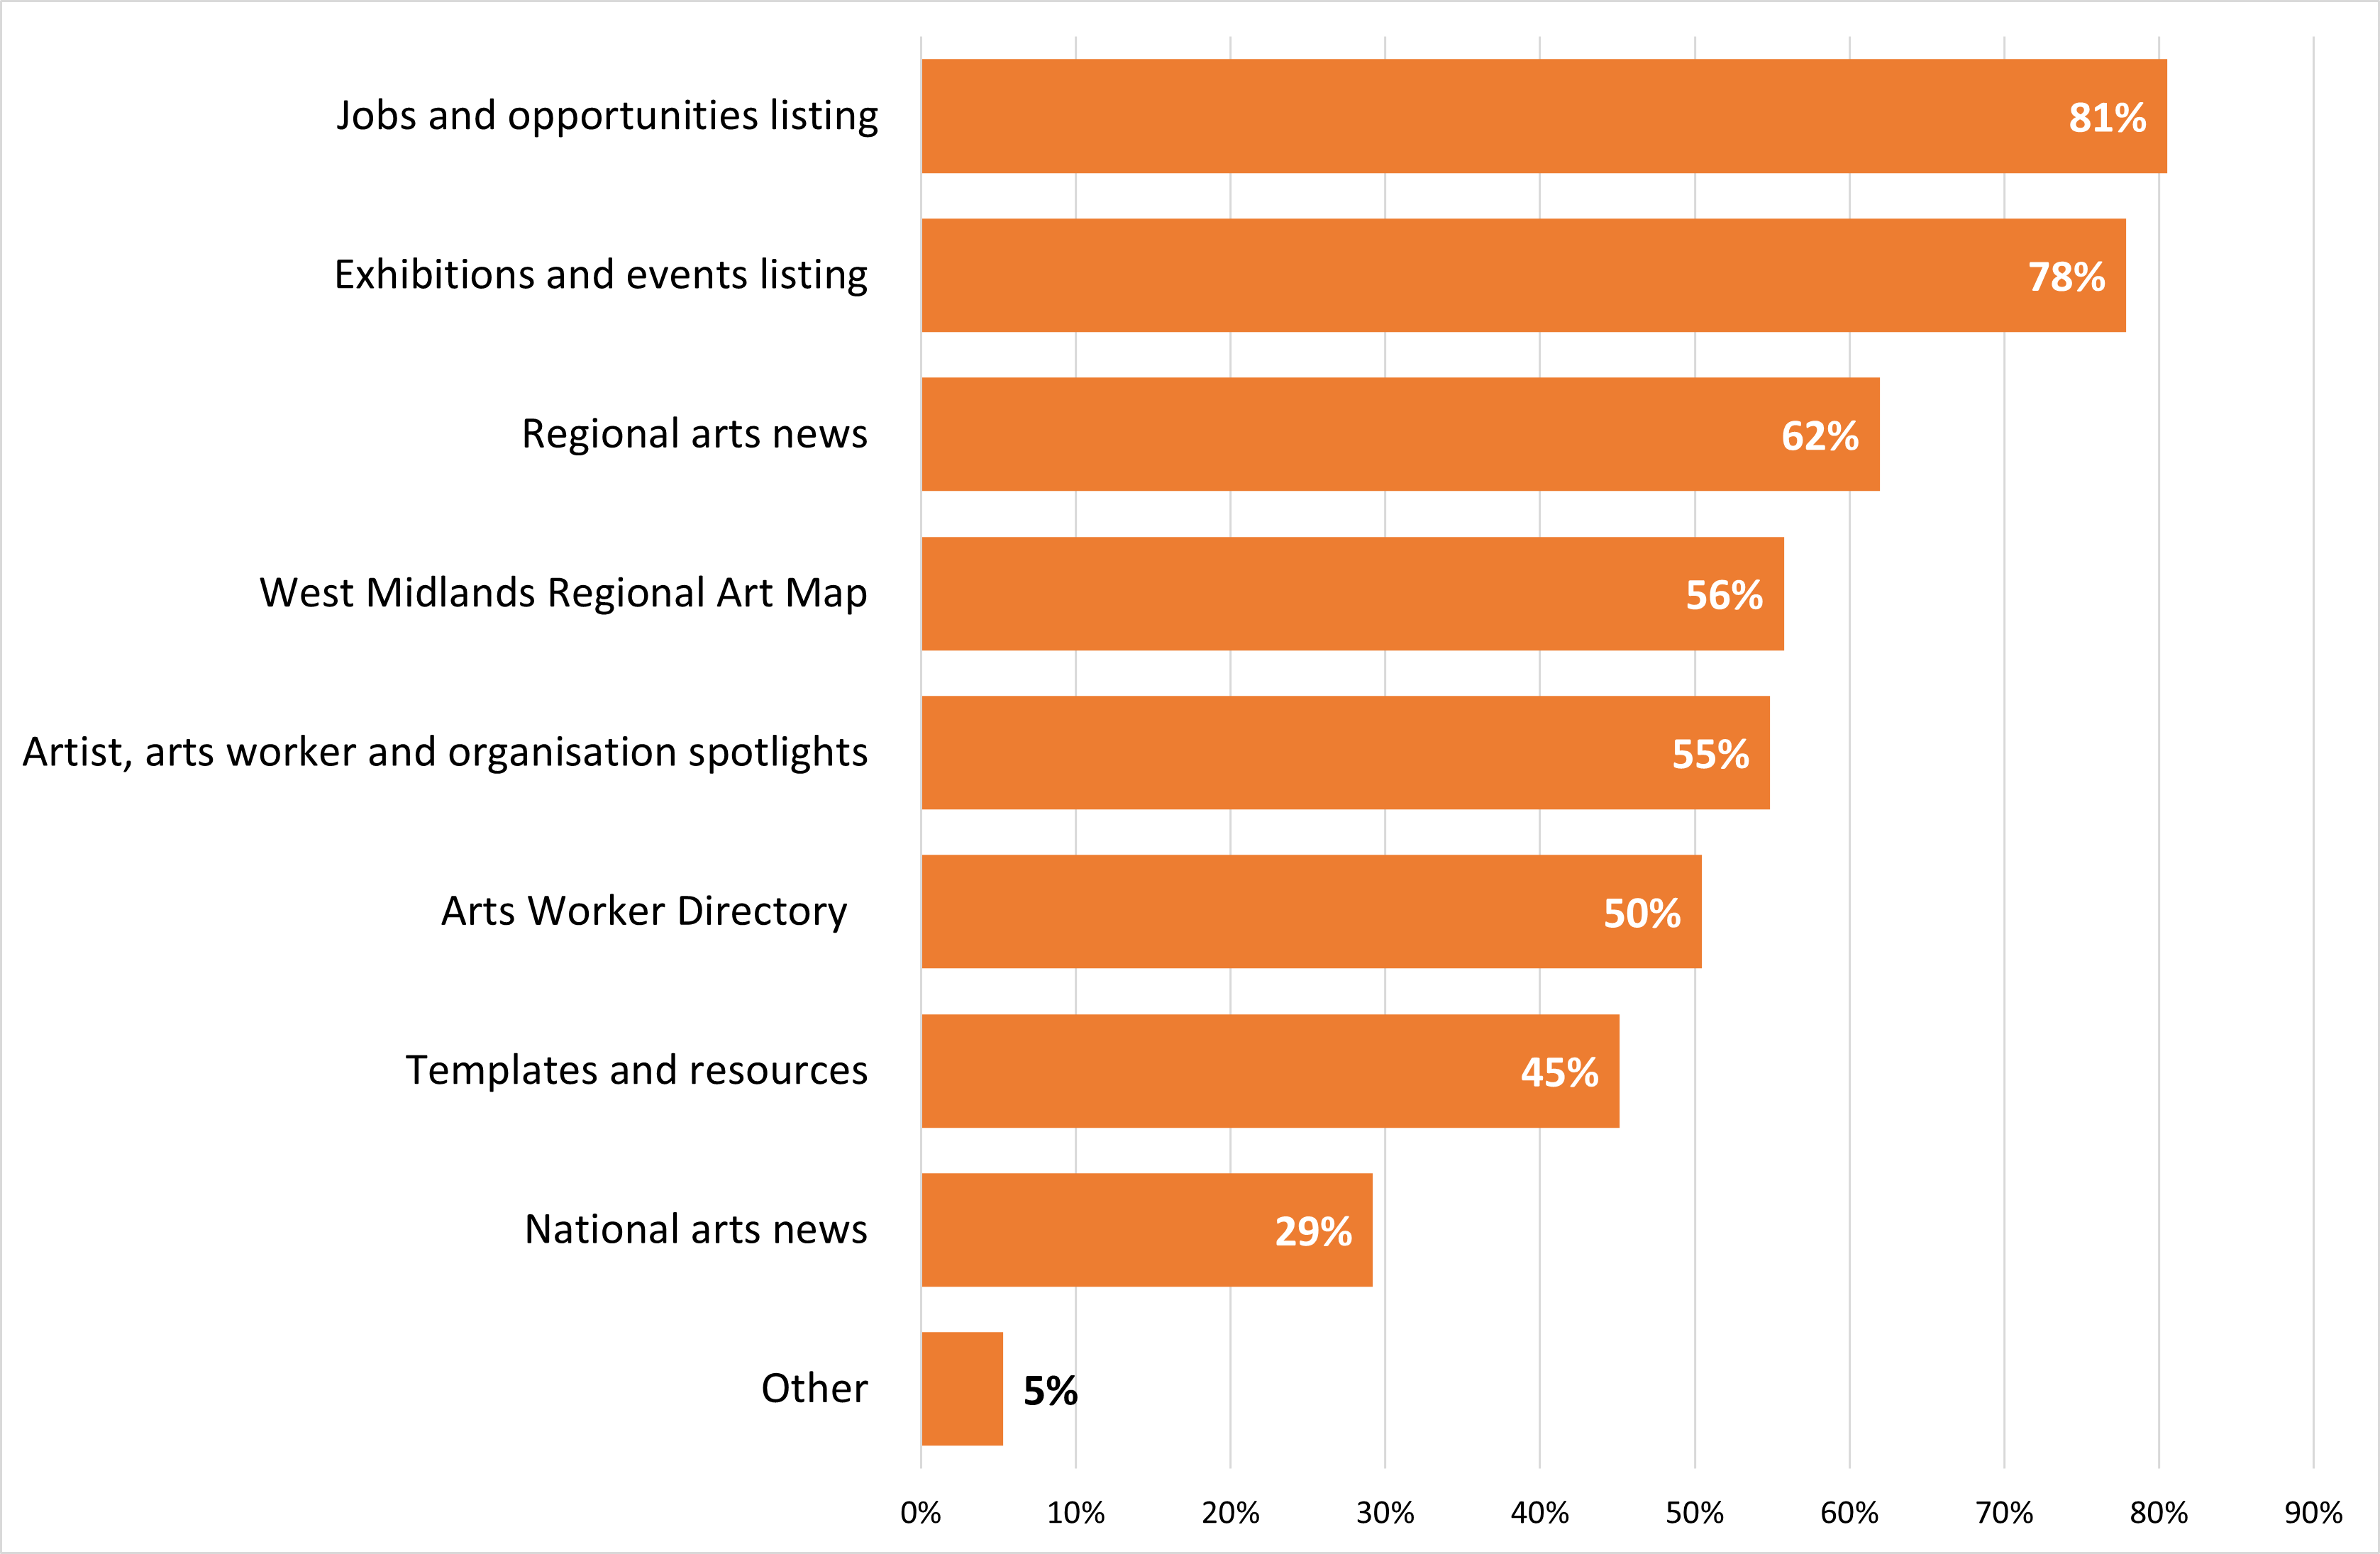 Jobs and opportunities listing 81%
Exhibitions and events listing 78%
Regional arts news 62%
West Midlands Regional Art Map 56%
Artist, arts worker and organisation spotlights 55%
Arts Worker Directory 50%
Templates and resources 45%
National arts news 29%
Other 5%
0% 10% 20% 30% 40% 50% 60% 70% 80% 90%